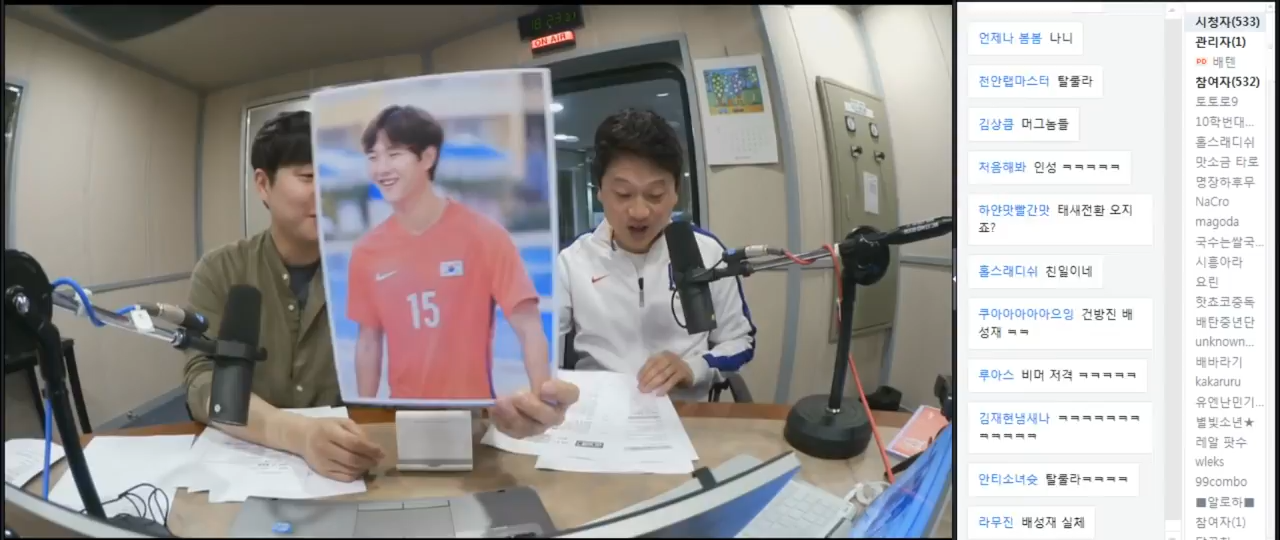 ON AIR
15
언제나 봄봄 나니
전안랩마스터 탈룰라
김상큼 머그놈들
처음해봐 인성 ㅋㅋㅋㅋㅋ
하얀맛빨간맛 태새전환 오지
죠?
홈스래디쉬 친일이네
쿠아아아아아요잉 건방진 배
성재 ㅋㅋ
루아스 비머 저격 ㅋㅋㅋㅋㅋ
김재현냄새나 ㅋㅋㅋㅋㅋㅋㅋ
ㅋㅋㅋㅋㅋ
안티소녀슛 탈룰라ㅋㅋㅋㅋ
라무진 배성재 실제
시청자(533)
관리자(1)
PD 배텐
참여자(532)
토토로9
10학번대...
홈스래디쉬
맛소금 타로
명장하후무
NaCro
magoda
국수는쌀국...
시흥아라
요린
핫쵸코중독
배탄중년단
unknown...
배바라기
kakaruru
유엔난민기...
별빛소년★
레알 팟수
wleks
99combo
■알로하■
참여자(1)